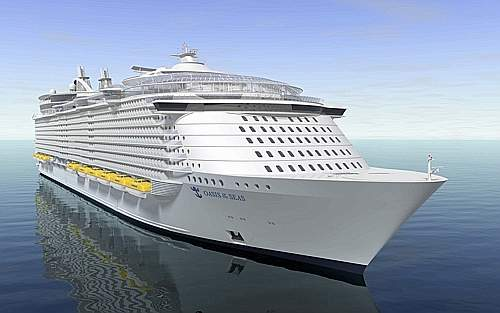 OASIS OF THE SEAS